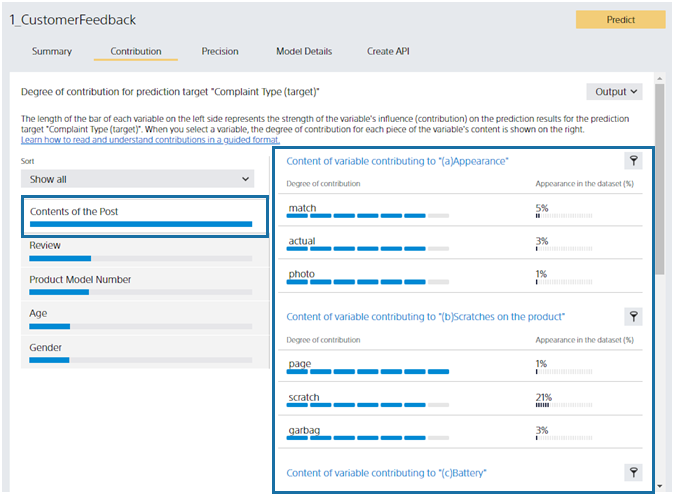 1_CustomerFeedback
Predict
Summary
Contribution
Precision
Model Details
Create API
Degree of contribution for prediction target "Complaint Type (target)"
Output
The length of the bar of each variable on the left side represents the strength of the variable's influence (contribution) on the prediction results for the prediction
target "Complaint Type (target)". When you select a variable, the degree of contribution for each piece of the variable's content is shown on the right.
Learn how to read and understand contributions in a guided format.
Sort
Show all
Contents of the Post
Review
Product Model Number
Age
Gender
Content of variable contributing to "(a)Appearance"
Degree of contribution
Appearance in the dataset (%)
match
5%
actual
3%
photo
1%
Content of variable contributing to "(b)Scratches on the product"
Degree of contribution
Appearance in the dataset (%)
page
1%
scratch
21%
garbag
3%
Content of variable contributing to "(c)Battery"